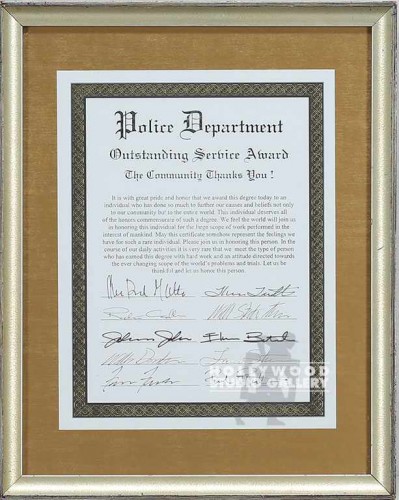 Police Department
Outstanding Service Award
The Community Thanks You !
It is with great pride and honor that we award this degree today to an
individual who has done so much to further our causes and beliefs not only
to our community but to the entire world. This individual deserves all
of the honors commensurate of such a degree. We feel the world will join us
in honoring this individual for the huge scope of work performed in the
interest of mankind. May this certificate somehow represent the feelings we
have for such a rare individual. Please join us in honoring this person. In the
course of our daily activities it is very rare that we meet the type of person
who has earned this degree with hard work and an attitude directed towards
the ever changing scope of the world's problems and needs. Let us be
thankful and let us honor this person.
HOLLYWOOD
STUDIO GALLERY